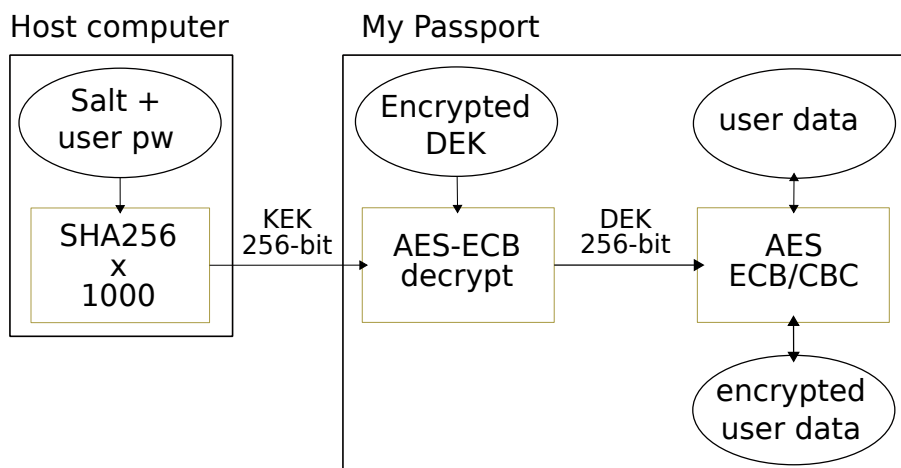 Host computer
My Passport
Salt +
user pw
Encrypted
DEK
user data
KEK
256-bit
DEK
256-bit
SHA256
x
1000
AES-ECB
decrypt
AES
ECB/CBC
encrypted
user data